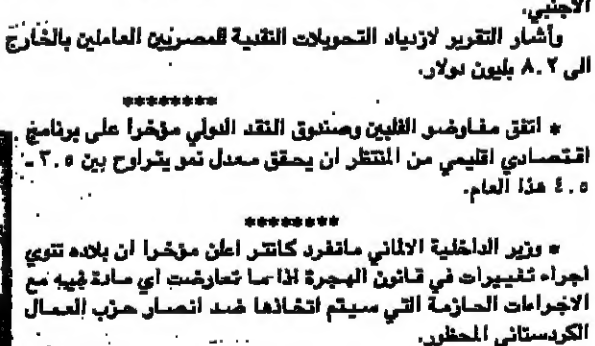 الاجنبي.
وأشار التقرير لازدياد التحويلات النقدية للمصريين العاملين بالخارج
الى ٨.٢ بليون دولار.
********
* اتفق مفاوضو الفلبين وصندوق النقد الدولي مؤخرا على برنامج
اقتصادي اقليمي من المنتظر ان يحقق معدل نمو يتراوح بين ٣.٥ -
٤.٥ هذا العام.
********
* وزير الداخلية الالماني مانفرد كانتر اعلن مؤخرا ان بلاده تنوي
اجراء تغييرات في قانون الهجرة اذا ما تعارضت اي مادة فيه مع
الاجراءات الحازمة التي سيتم اتخاذها ضد انصار حزب العمال
الكردستاني المحظور.